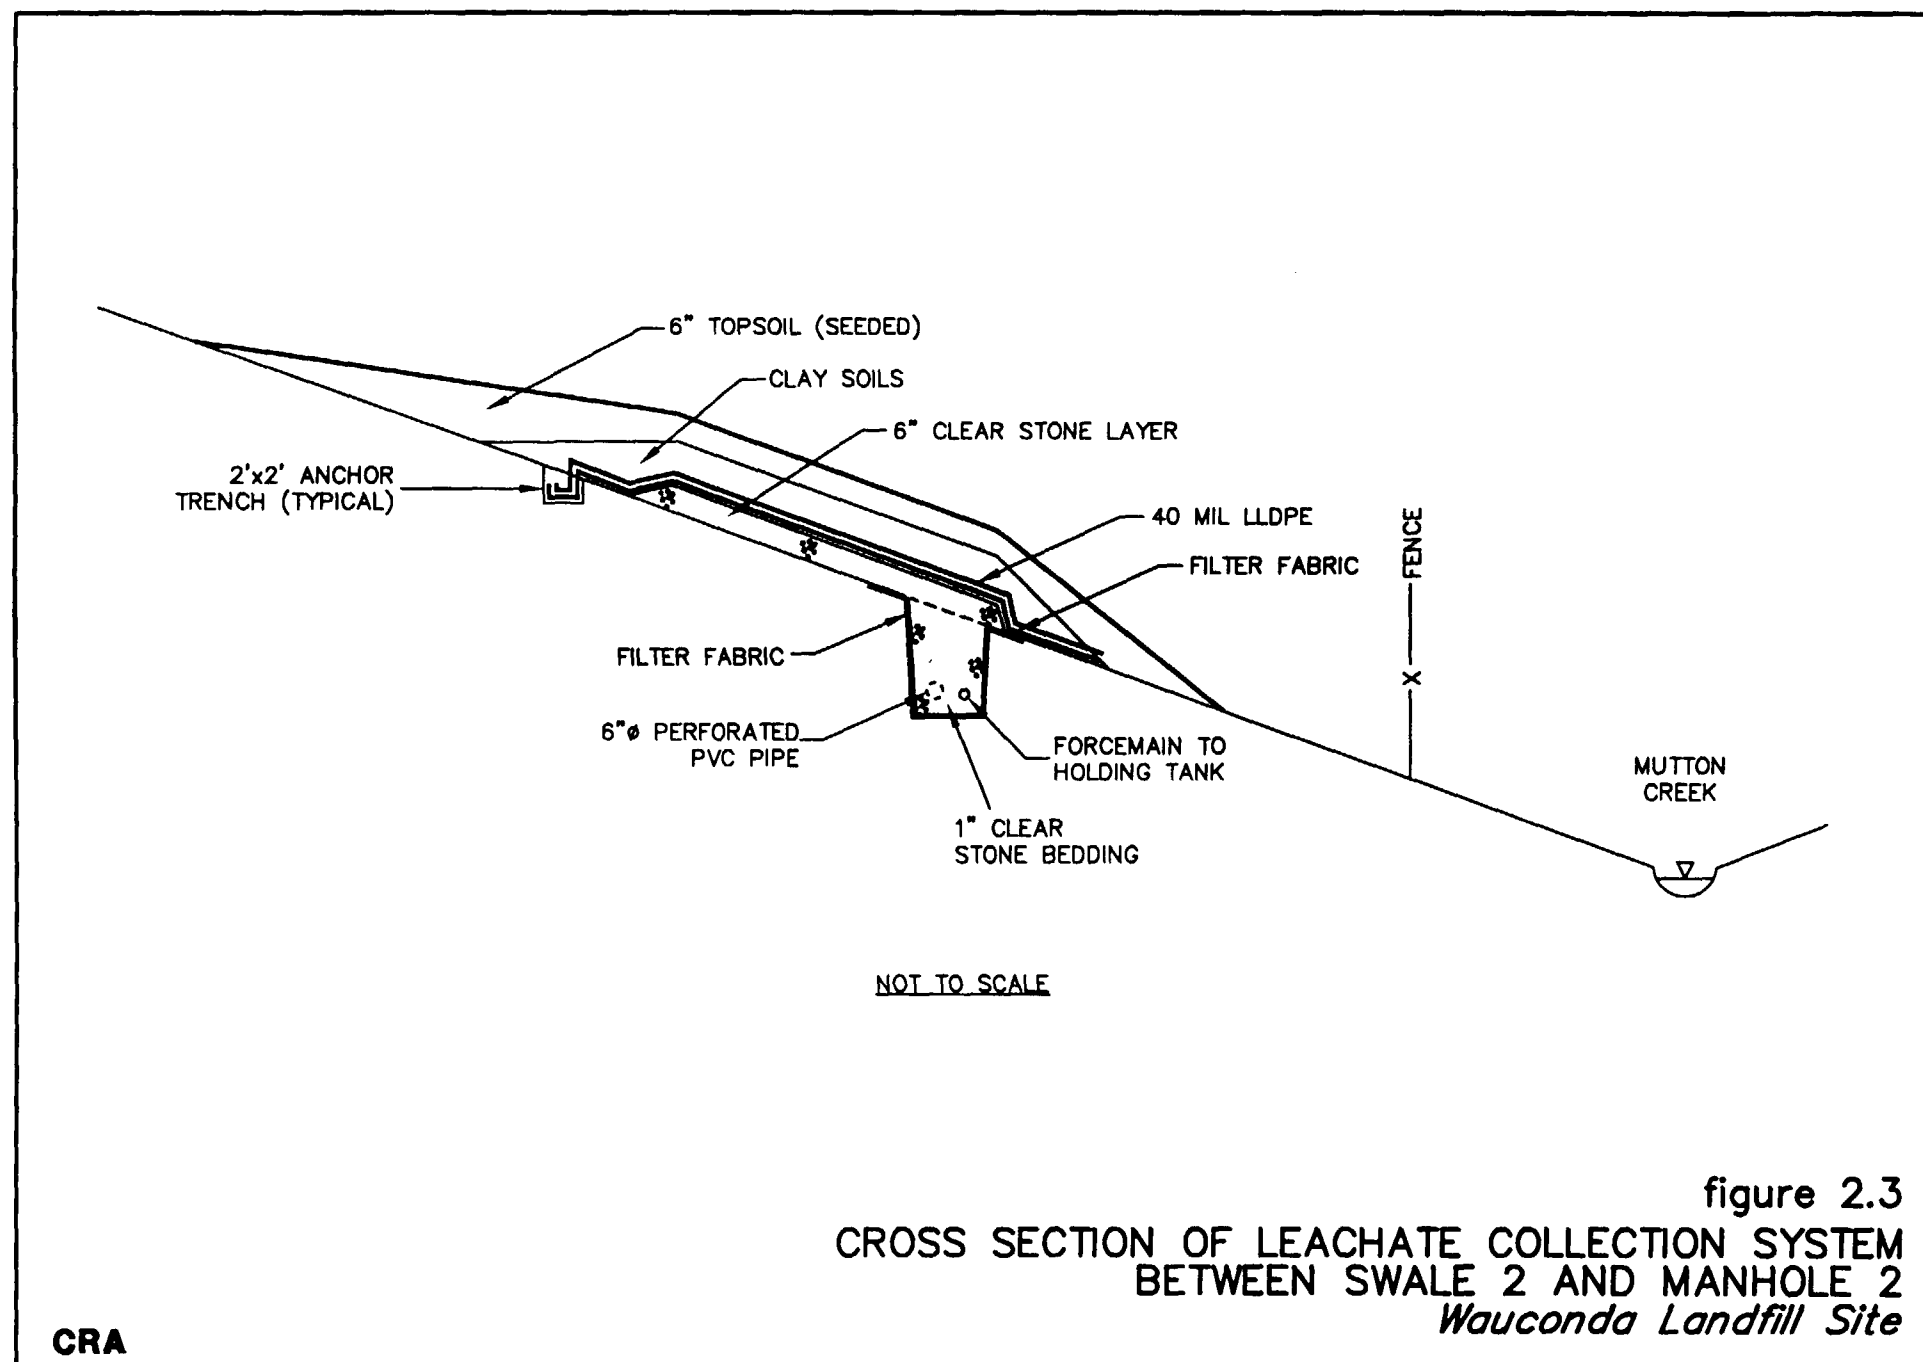 6" TOPSOIL (SEEDED)
CLAY SOILS
6" CLEAR STONE LAYER
2'x2' ANCHOR
TRENCH (TYPICAL)
40 MIL LLDPE
FILTER FABRIC
FENCE
X
FILTER FABRIC
6"ø PERFORATED
PVC PIPE
FORCEMAIN TO
HOLDING TANK
MUTTON
CREEK
1" CLEAR
STONE BEDDING
NOT TO SCALE
figure 2.3
CROSS SECTION OF LEACHATE COLLECTION SYSTEM
BETWEEN SWALE 2 AND MANHOLE 2
Wauconda Landfill Site
CRA